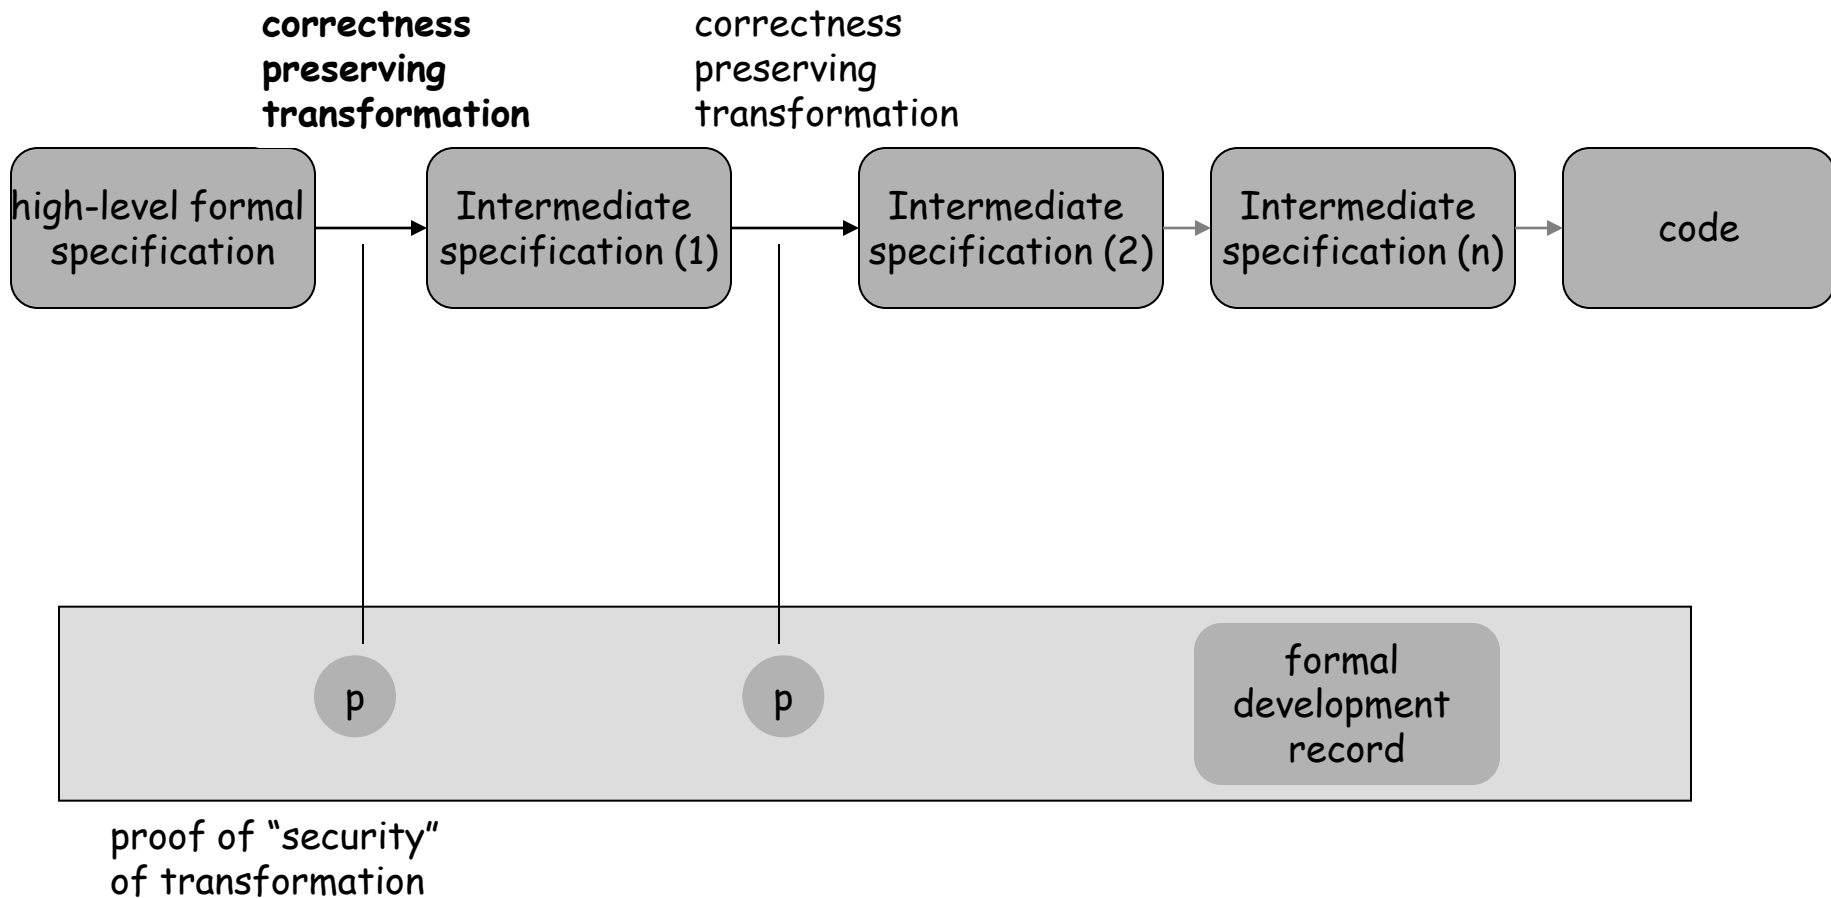 correctness
preserving
transformation
correctness
preserving
transformation
high-level formal
specification
Intermediate
specification (1)
Intermediate
specification (2)
Intermediate
specification (n)
code
p
p
formal
development
record
proof of “security”
of transformation